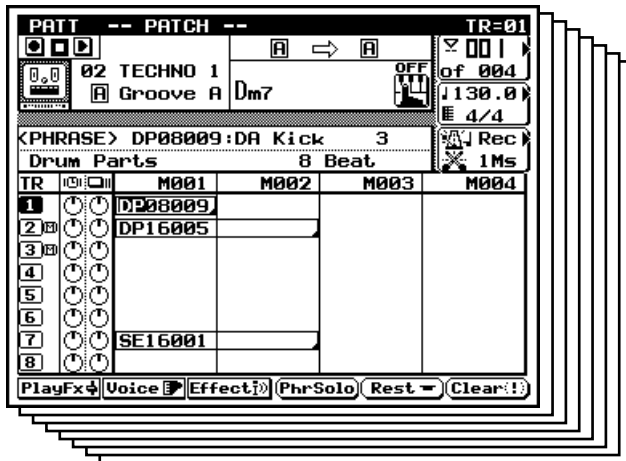 PATT -- PATCH -- TR=01
A ⇨ A 001
02 TECHNO 1 OFF of 004
A Groove A Dm7 ♩130.0
4/4
<PHRASE> DP08009:DA Kick 3 Rec
Drum Parts 8 Beat 1Ms
TR M001 M002 M003 M004
1 DP08009
2 M DP16005
3 M
4
5
6
7 SE16001
8
PlayFx Voice Effect PhrSolo Rest Clear(!)